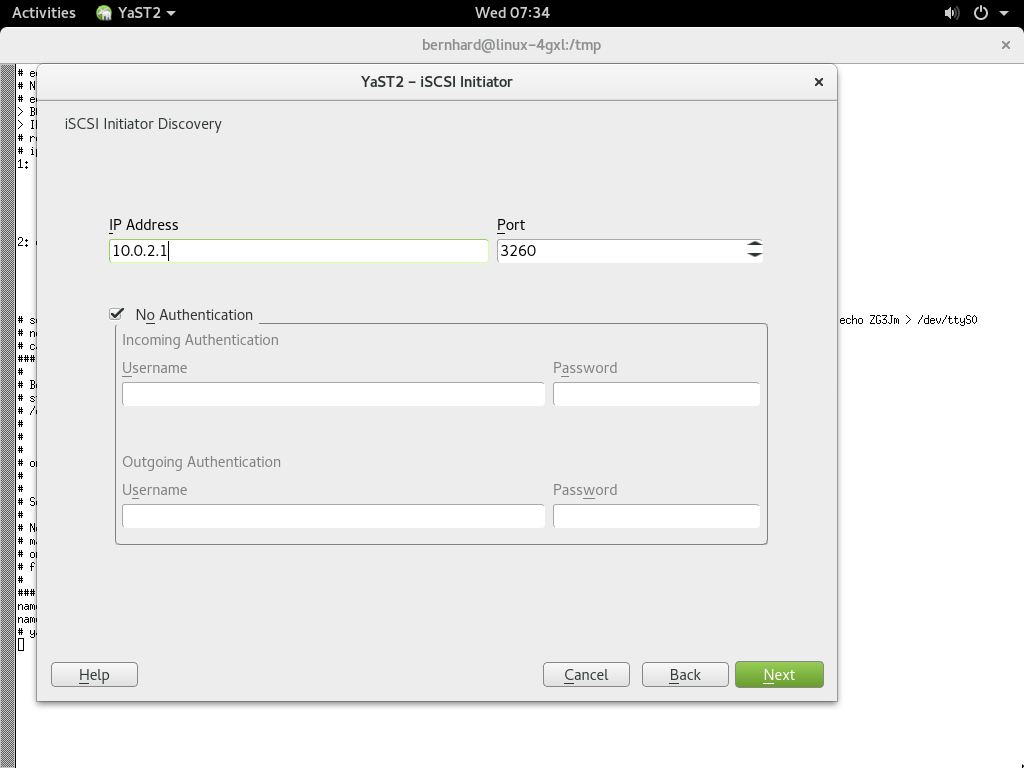 Activities YaST2 Wed 07:34
bernhard@linux-4gxl:/tmp
YaST2 – iSCSI Initiator
iSCSI Initiator Discovery
1:
IP Address Port
2:
10.0.2.1 3260
No Authentication
echo ZG3Jm > /dev/ttyS0
Incoming Authentication
Username Password
Outgoing Authentication
Username Password
Help Cancel Back Next